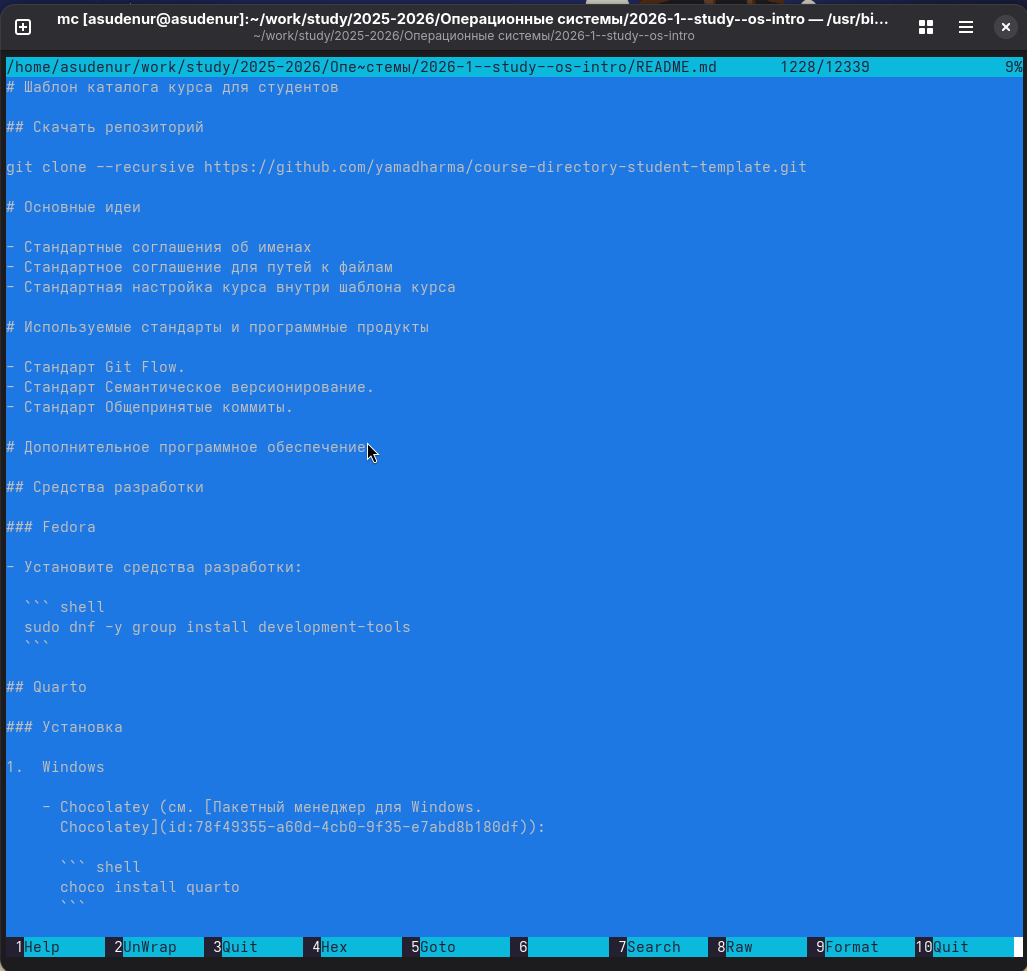 mc [asudenur@asudenur]:~/work/study/2025-2026/Операционные системы/2026-1--study--os-intro — /usr/bi...
~/work/study/2025-2026/Операционные системы/2026-1--study--os-intro
/home/asudenur/work/study/2025-2026/Опе~стемы/2026-1--study--os-intro/README.md 1228/12339 9%
# Шаблон каталога курса для студентов
## Скачать репозиторий
git clone --recursive https://github.com/yamadharma/course-directory-student-template.git
# Основные идеи
- Стандартные соглашения об именах
- Стандартное соглашение для путей к файлам
- Стандартная настройка курса внутри шаблона курса
# Используемые стандарты и программные продукты
- Стандарт Git Flow.
- Стандарт Семантическое версионирование.
- Стандарт Общепринятые коммиты.
# Дополнительное программное обеспечение
## Средства разработки
### Fedora
- Установите средства разработки:
``` shell
sudo dnf -y group install development-tools
```
## Quarto
### Установка
1. Windows
- Chocolatey (см. [Пакетный менеджер для Windows.
Chocolatey](id:78f49355-a60d-4cb0-9f35-e7abd8b180df)):
``` shell
choco install quarto
```
1Help 2UnWrap 3Quit 4Hex 5Goto 6 7Search 8Raw 9Format 10Quit